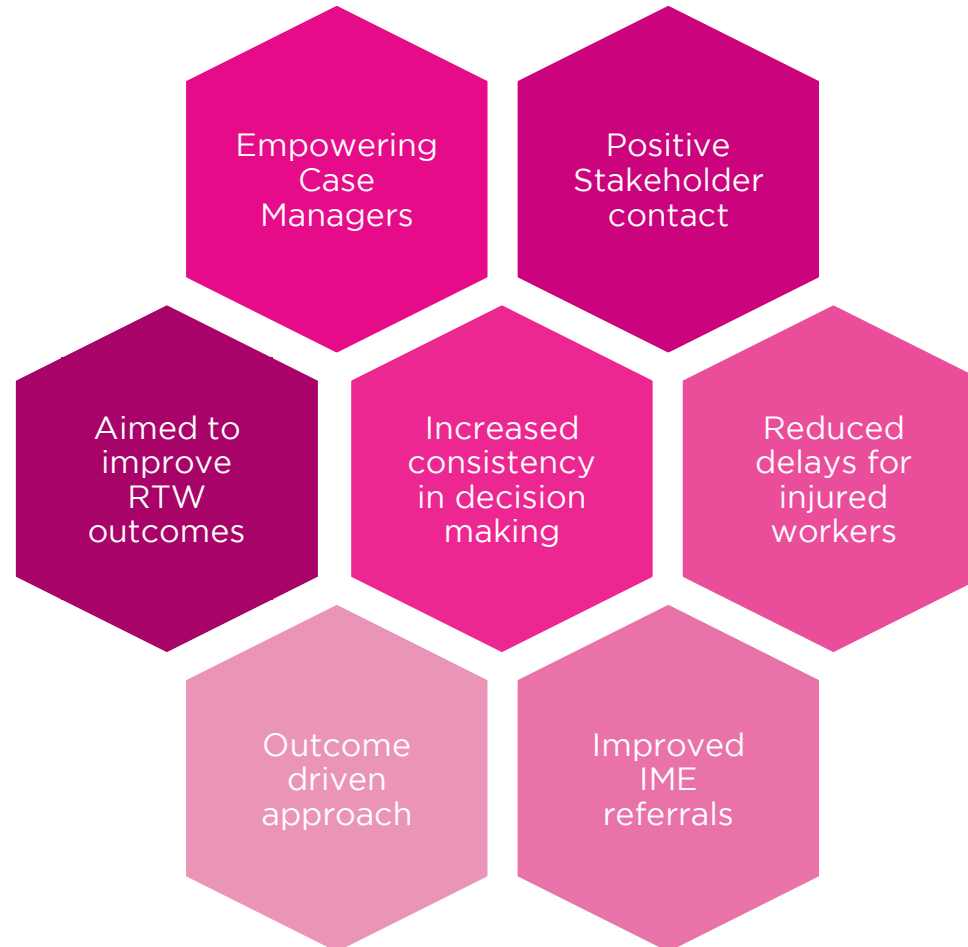 Empowering
Case
Managers
Positive
Stakeholder
contact
Aimed to
improve
RTW
outcomes
Increased
consistency
in decision
making
Reduced
delays for
injured
workers
Outcome
driven
approach
Improved
IME
referrals